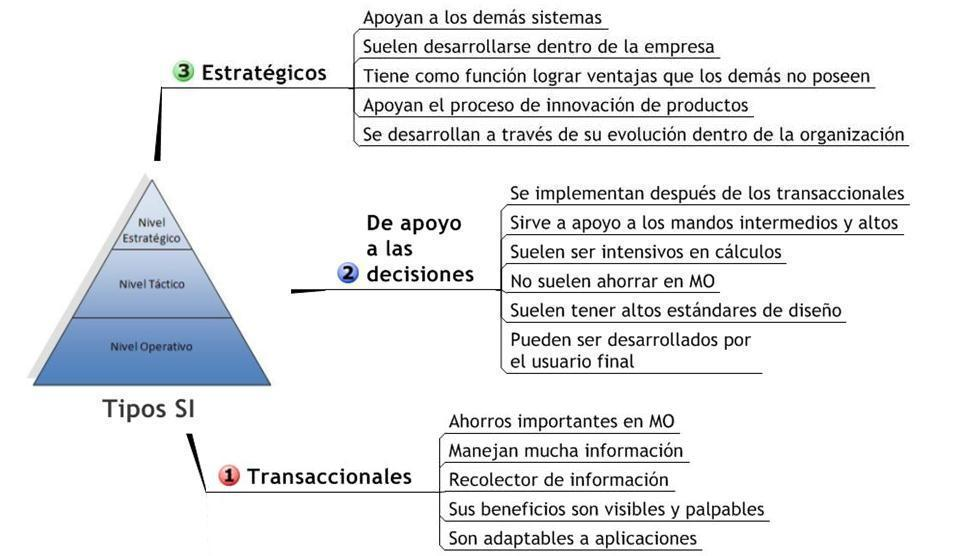 3 Estratégicos
Apoyan a los demás sistemas
Suelen desarrollarse dentro de la empresa
Tiene como función lograr ventajas que los demás no poseen
Apoyan el proceso de innovación de productos
Se desarrollan a través de su evolución dentro de la organización
Nivel
Estratégico
Nivel Táctico
Nivel Operativo
Tipos SI
De apoyo
a las
2 decisiones
Se implementan después de los transaccionales
Sirve a apoyo a los mandos intermedios y altos
Suelen ser intensivos en cálculos
No suelen ahorrar en MO
Suelen tener altos estándares de diseño
Pueden ser desarrollados por
el usuario final
1 Transaccionales
Ahorros importantes en MO
Manejan mucha información
Recolector de información
Sus beneficios son visibles y palpables
Son adaptables a aplicaciones